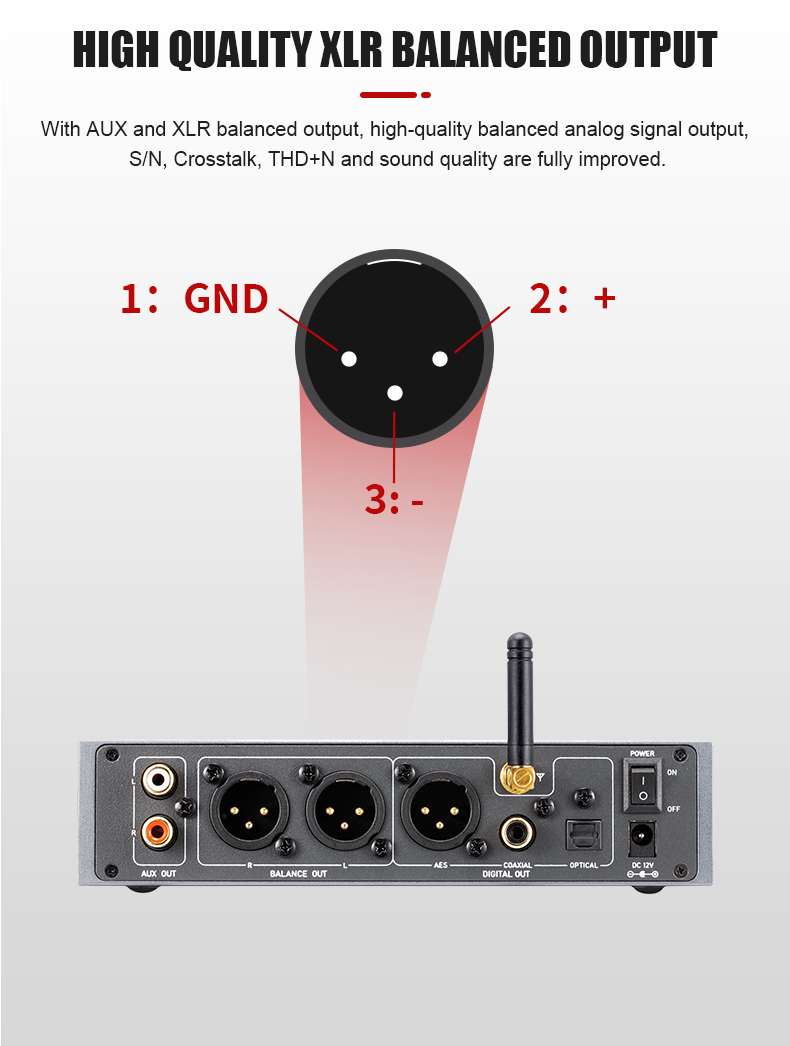 HIGH QUALITY XLR BALANCED OUTPUT
With AUX and XLR balanced output, high-quality balanced analog signal output,
S/N, Crosstalk, THD+N and sound quality are fully improved.
1: GND
2: +
3: -
POWER
ON
OFF
L
R
R
L
AES
COAXIAL
OPTICAL
DC 12V
AUX OUT
BALANCE OUT
DIGITAL OUT